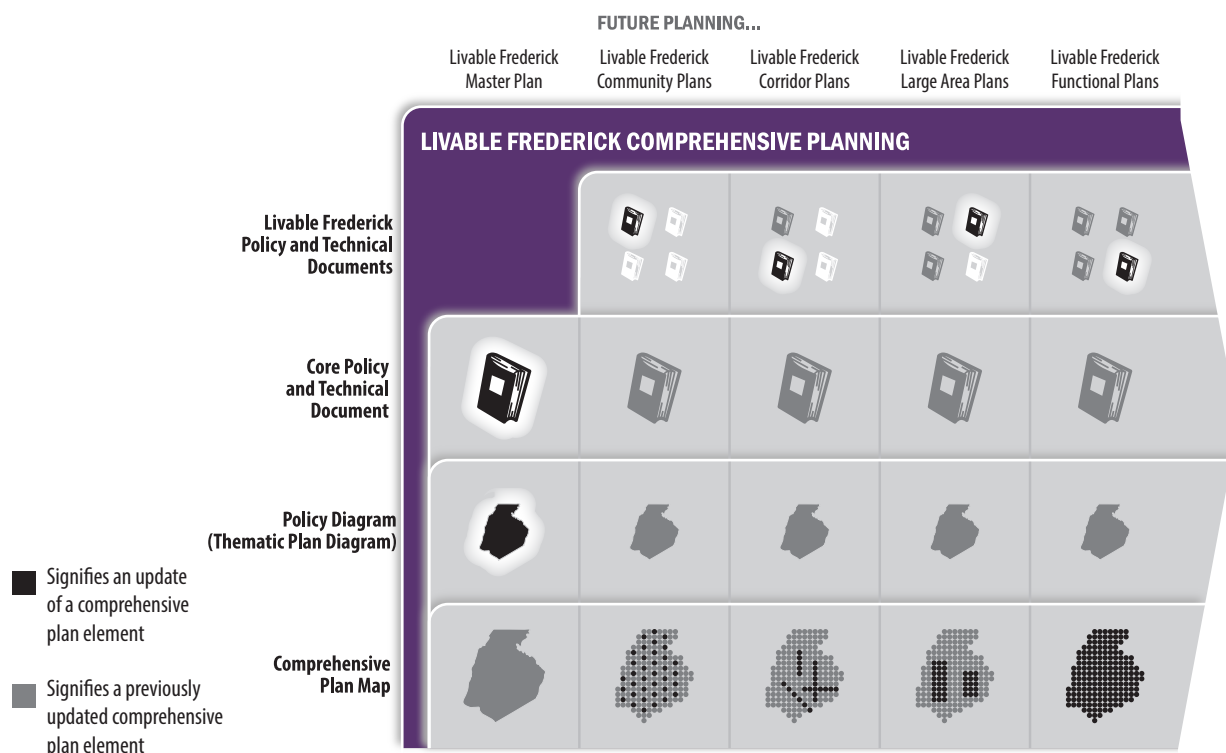 FUTURE PLANNING...
Livable Frederick
Master Plan
Livable Frederick
Community Plans
Livable Frederick
Corridor Plans
Livable Frederick
Large Area Plans
Livable Frederick
Functional Plans
LIVABLE FREDERICK COMPREHENSIVE PLANNING
Livable Frederick
Policy and Technical
Documents
Core Policy
and Technical
Document
Policy Diagram
(Thematic Plan Diagram)
Signifies an update
of a comprehensive
plan element
Comprehensive
Plan Map
Signifies a previously
updated comprehensive
plan element